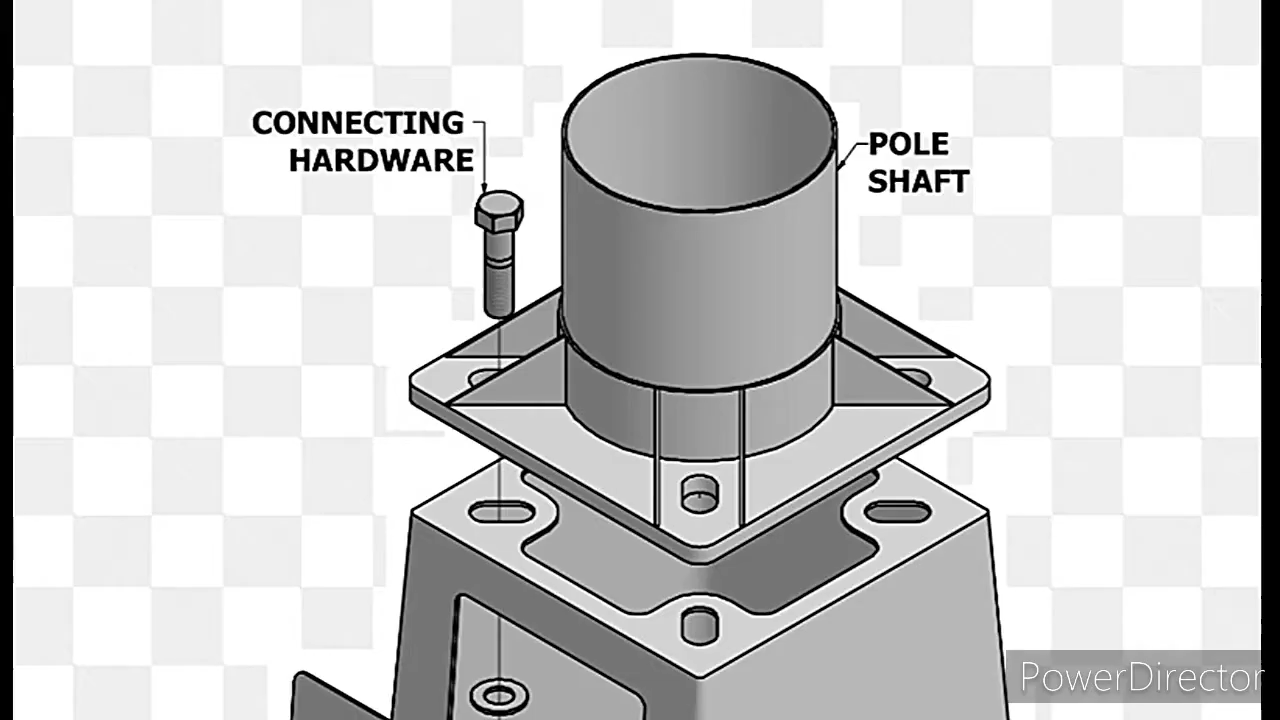 CONNECTING
HARDWARE
POLE
SHAFT
PowerDirector